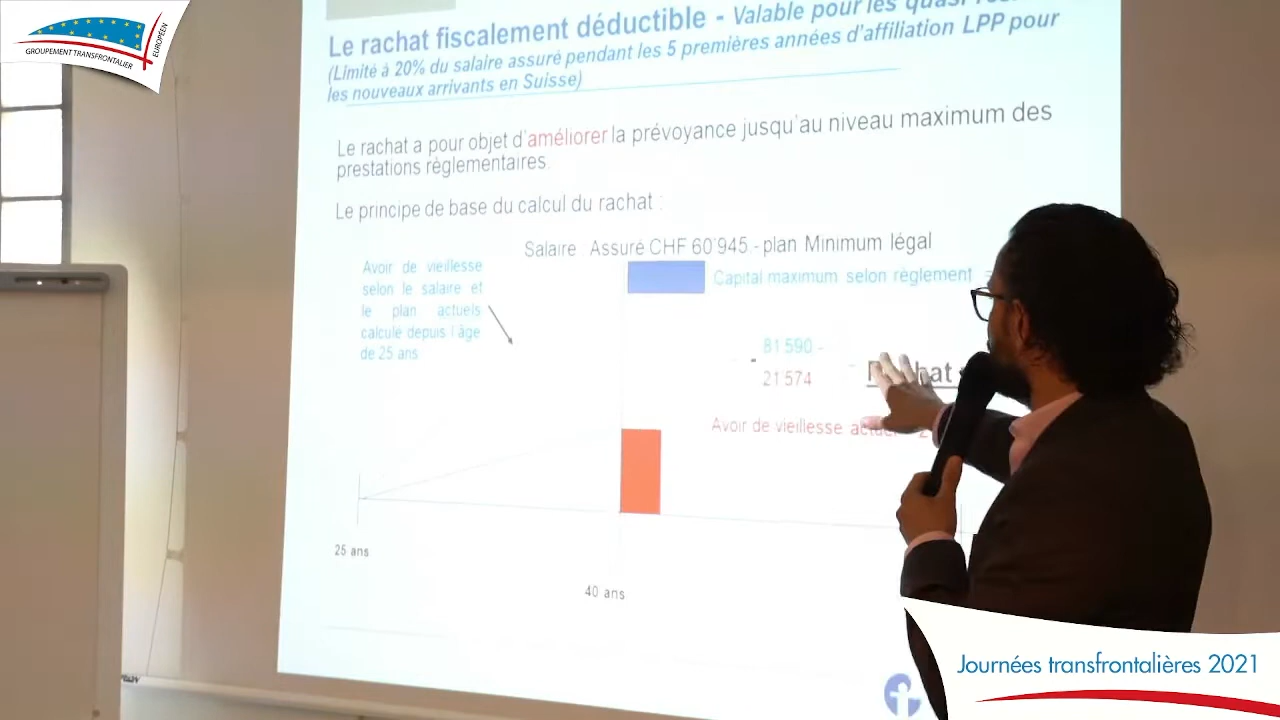 GROUPEMENT TRANSFRONTALIER
EUROPÉEN
Le rachat fiscalement déductible - Valable pour les quasi
(Limité à 20% du salaire assuré pendant les 5 premières années d'affiliation LPP pour
les nouveaux arrivants en Suisse)
Le rachat a pour objet d'améliorer la prévoyance jusqu'au niveau maximum des
prestations règlementaires.
Le principe de base du calcul du rachat :
Salaire Assuré CHF 60'945.- plan Minimum légal
Avoir de vieillesse
selon le salaire et
le plan actuels
calculé depuis l'âge
de 25 ans
Capital maximum selon règlement =
81'590 -
- 21'574
Avoir de vieillesse actuel
25 ans
40 ans
Journées transfrontalières 2021